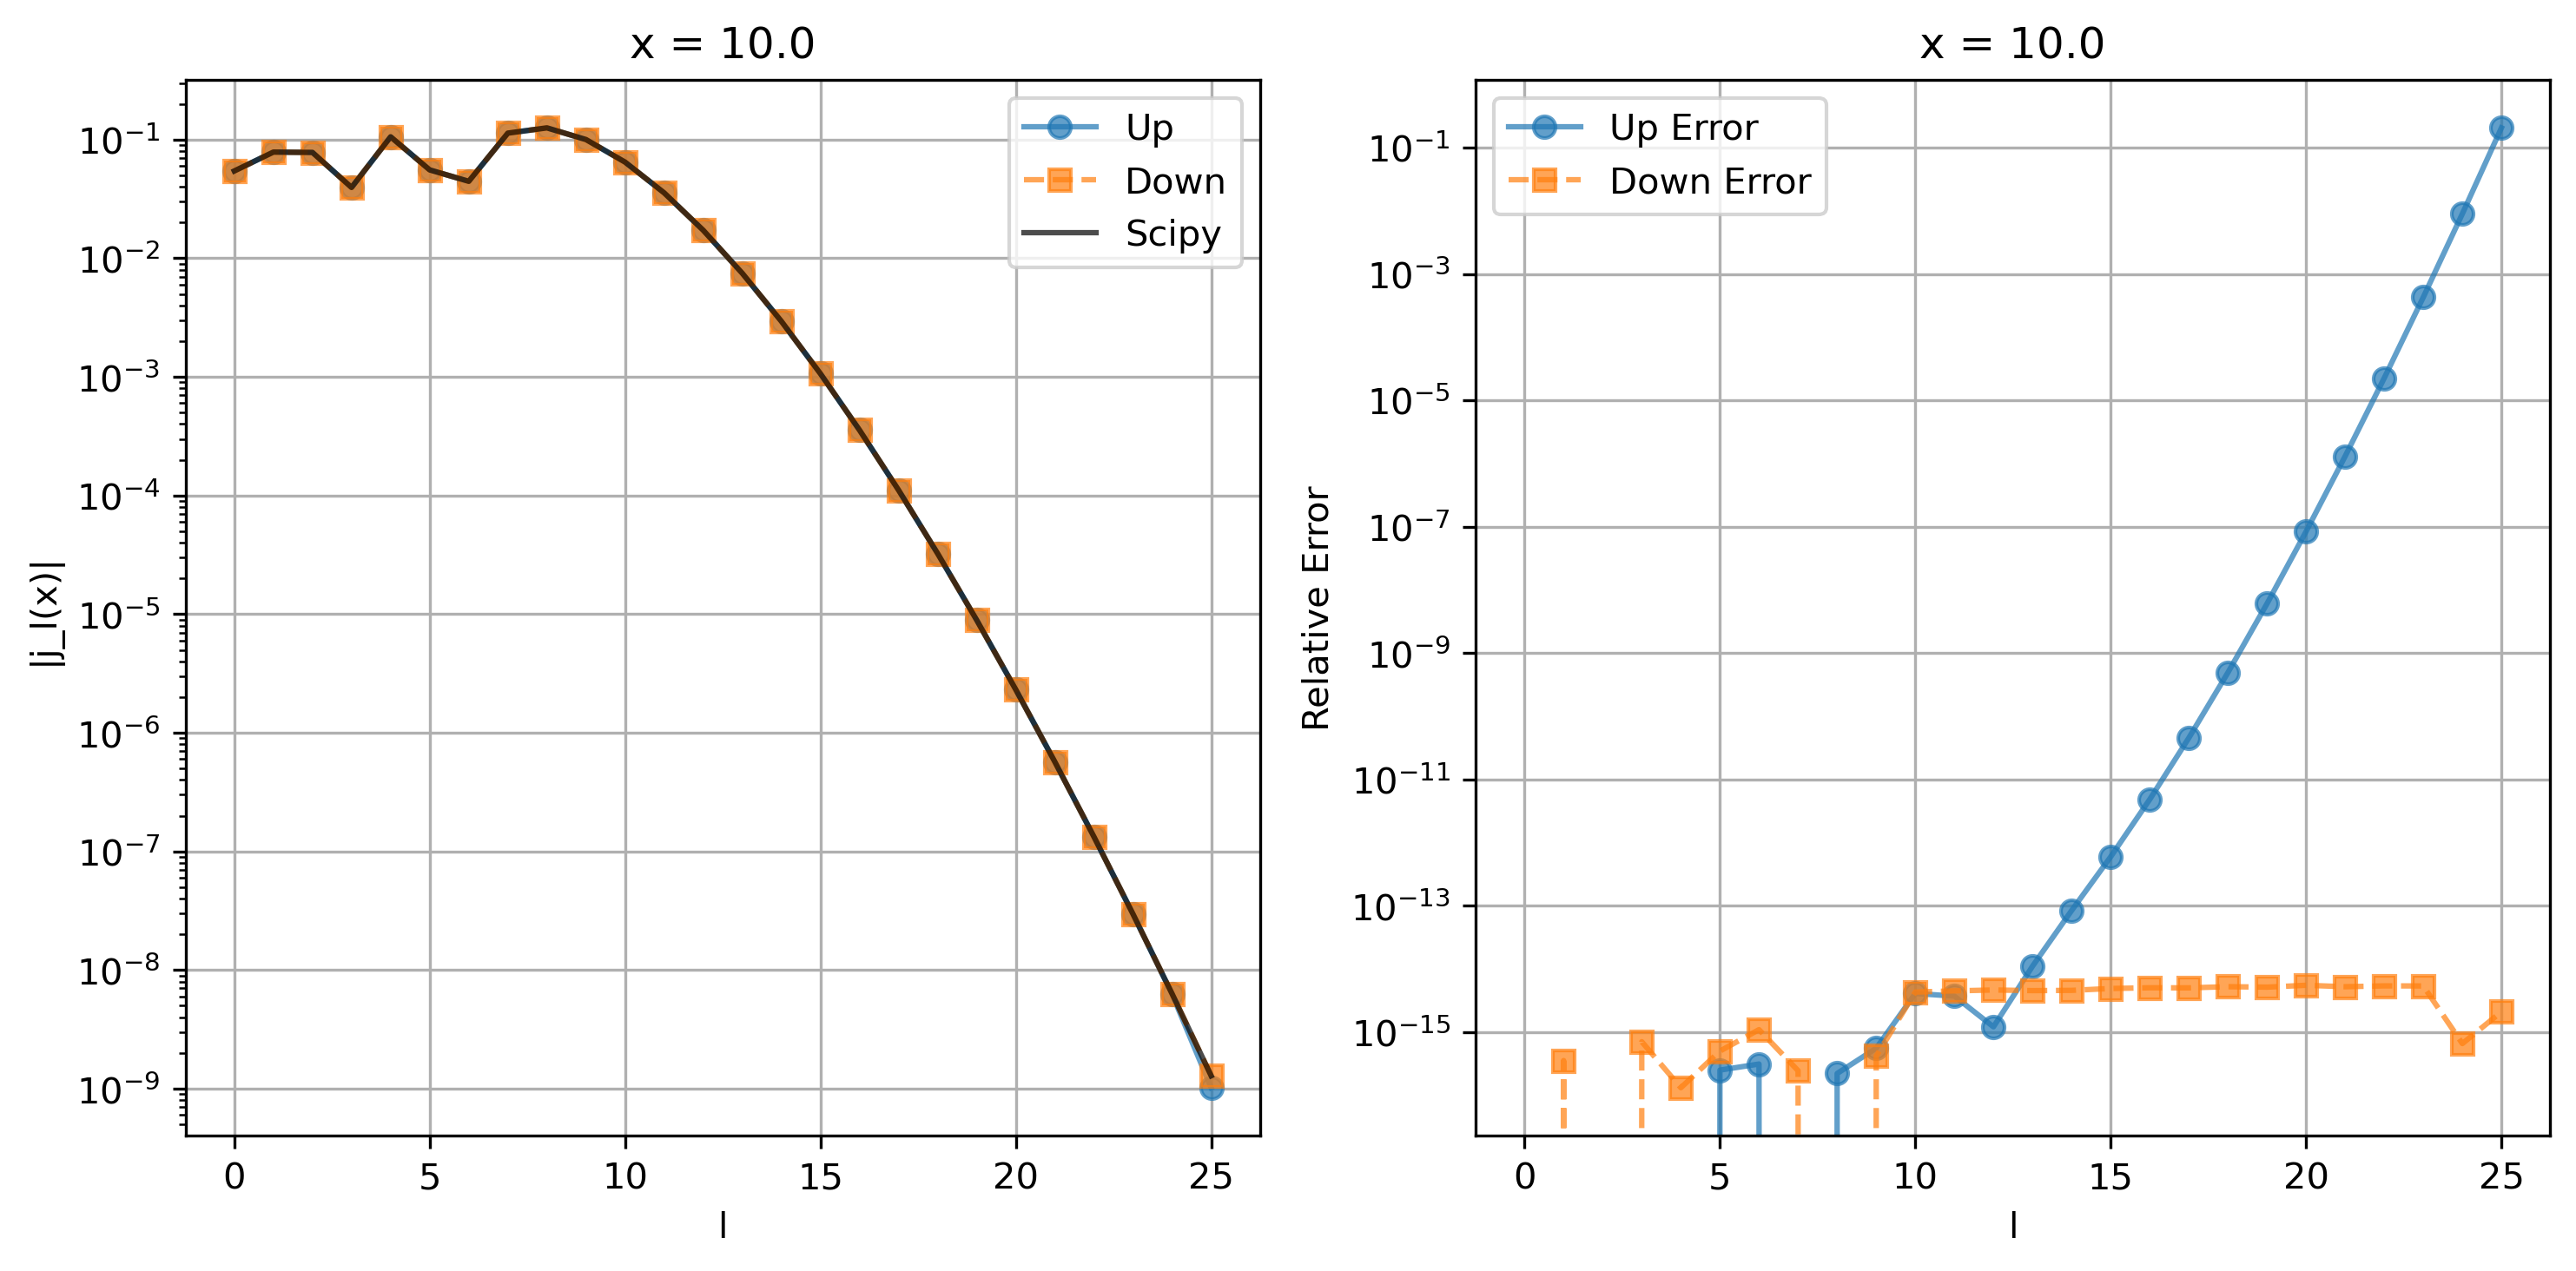 x = 10.0
|j_l(x)|
10⁻¹
10⁻²
10⁻³
10⁻⁴
10⁻⁵
10⁻⁶
10⁻⁷
10⁻⁸
10⁻⁹
Up
Down
Scipy
0 5 10 15 20 25
l
x = 10.0
Relative Error
10⁻¹
10⁻³
10⁻⁵
10⁻⁷
10⁻⁹
10⁻¹¹
10⁻¹³
10⁻¹⁵
Up Error
Down Error
0 5 10 15 20 25
l